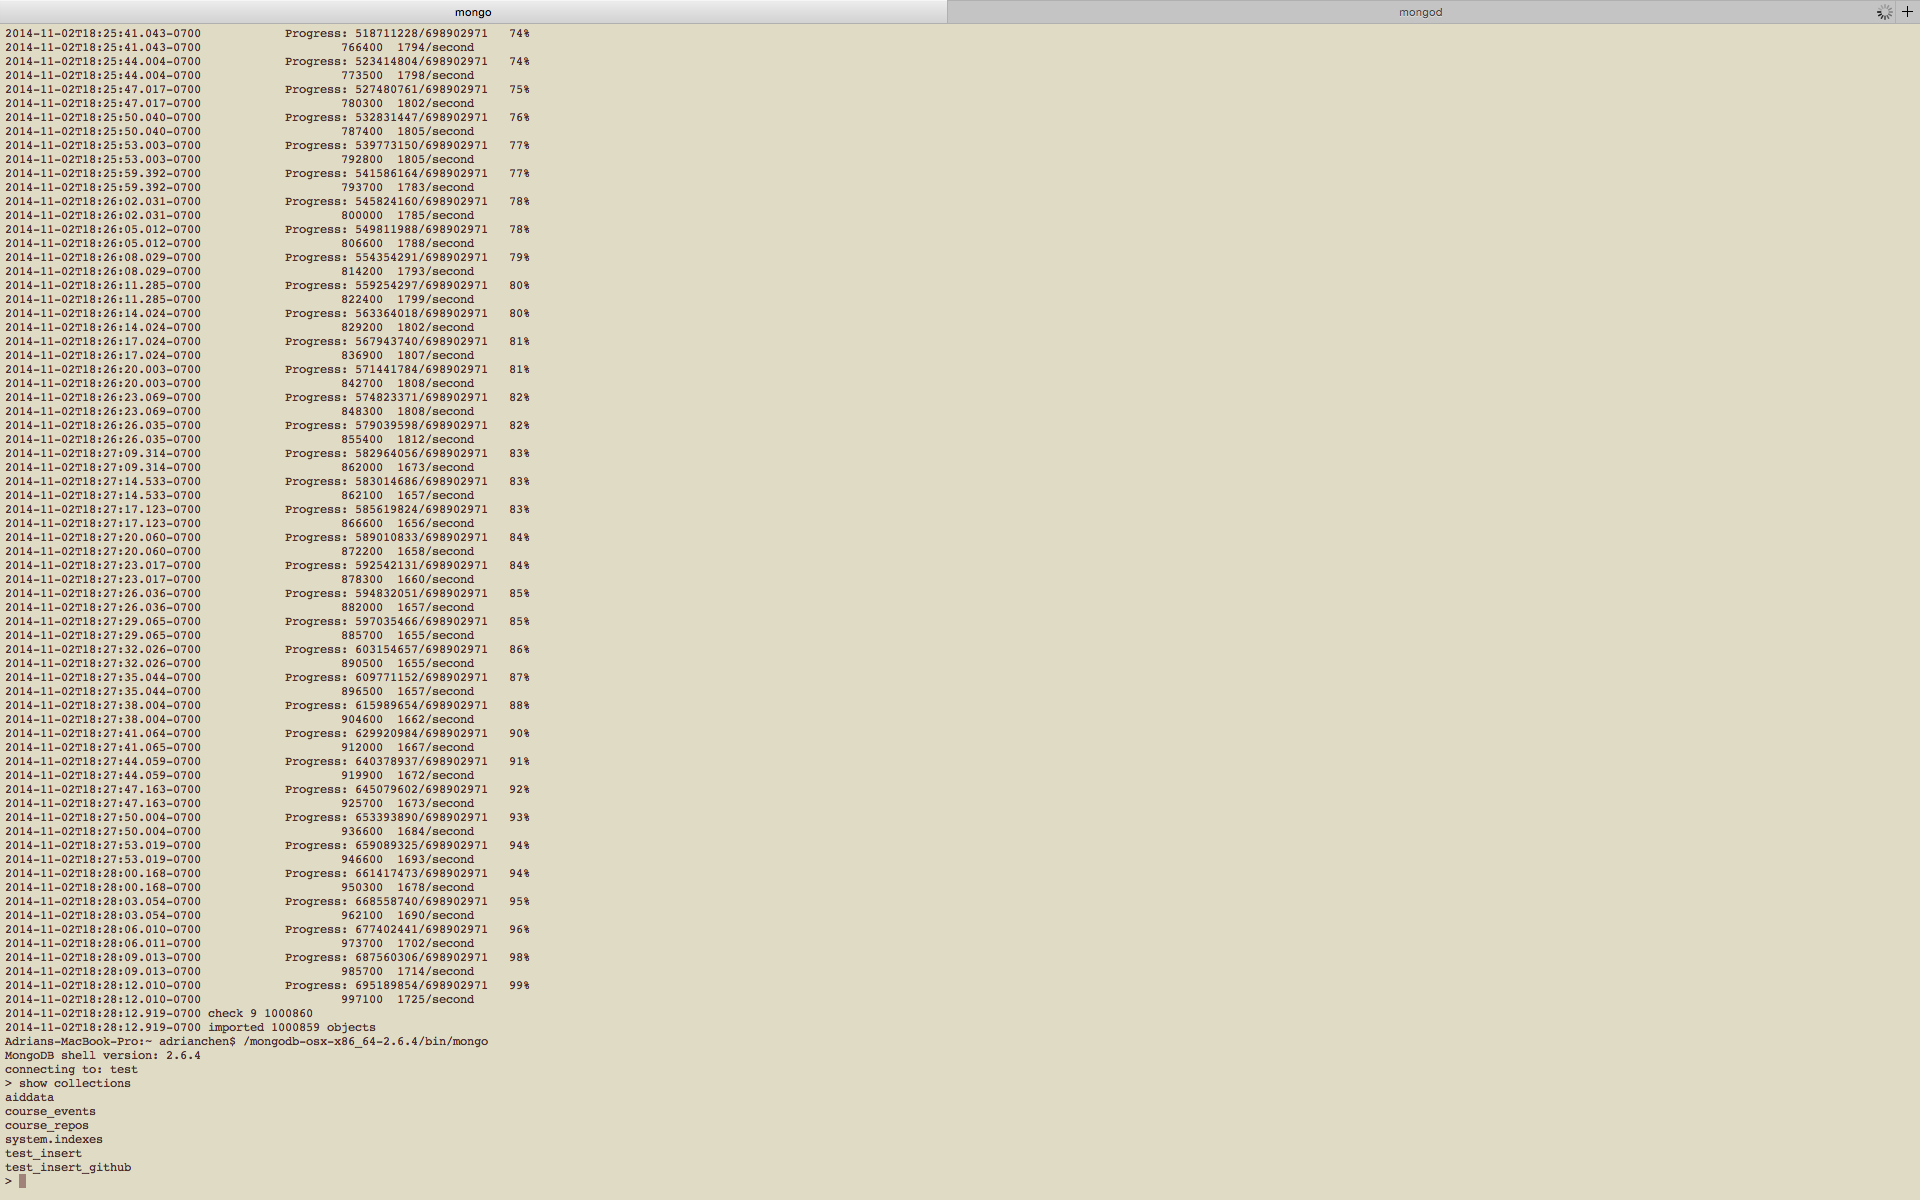 mongo
mongod
2014-11-02T18:25:41.043-0700 Progress: 518711228/698902971 74%
2014-11-02T18:25:41.043-0700 766400 1794/second
2014-11-02T18:25:44.004-0700 Progress: 523414804/698902971 74%
2014-11-02T18:25:44.004-0700 773500 1798/second
2014-11-02T18:25:47.017-0700 Progress: 527480761/698902971 75%
2014-11-02T18:25:47.017-0700 780300 1802/second
2014-11-02T18:25:50.040-0700 Progress: 532831447/698902971 76%
2014-11-02T18:25:50.040-0700 787400 1805/second
2014-11-02T18:25:53.003-0700 Progress: 539773150/698902971 77%
2014-11-02T18:25:53.003-0700 792800 1805/second
2014-11-02T18:25:59.392-0700 Progress: 541586164/698902971 77%
2014-11-02T18:25:59.392-0700 793700 1783/second
2014-11-02T18:26:02.031-0700 Progress: 545824160/698902971 78%
2014-11-02T18:26:02.031-0700 800000 1785/second
2014-11-02T18:26:05.012-0700 Progress: 549811988/698902971 78%
2014-11-02T18:26:05.012-0700 806600 1788/second
2014-11-02T18:26:08.029-0700 Progress: 554354291/698902971 79%
2014-11-02T18:26:08.029-0700 814200 1793/second
2014-11-02T18:26:11.285-0700 Progress: 559254297/698902971 80%
2014-11-02T18:26:11.285-0700 822400 1799/second
2014-11-02T18:26:14.024-0700 Progress: 563364018/698902971 80%
2014-11-02T18:26:14.024-0700 829200 1802/second
2014-11-02T18:26:17.024-0700 Progress: 567943740/698902971 81%
2014-11-02T18:26:17.024-0700 836900 1807/second
2014-11-02T18:26:20.003-0700 Progress: 571441784/698902971 81%
2014-11-02T18:26:20.003-0700 842700 1808/second
2014-11-02T18:26:23.069-0700 Progress: 574823371/698902971 82%
2014-11-02T18:26:23.069-0700 848300 1808/second
2014-11-02T18:26:26.035-0700 Progress: 579039598/698902971 82%
2014-11-02T18:26:26.035-0700 855400 1812/second
2014-11-02T18:27:09.314-0700 Progress: 582964056/698902971 83%
2014-11-02T18:27:09.314-0700 862000 1673/second
2014-11-02T18:27:14.533-0700 Progress: 583014686/698902971 83%
2014-11-02T18:27:14.533-0700 862100 1657/second
2014-11-02T18:27:17.123-0700 Progress: 585619824/698902971 83%
2014-11-02T18:27:17.123-0700 866600 1656/second
2014-11-02T18:27:20.060-0700 Progress: 589010833/698902971 84%
2014-11-02T18:27:20.060-0700 872200 1658/second
2014-11-02T18:27:23.017-0700 Progress: 592542131/698902971 84%
2014-11-02T18:27:23.017-0700 878300 1660/second
2014-11-02T18:27:26.036-0700 Progress: 594832051/698902971 85%
2014-11-02T18:27:26.036-0700 882000 1657/second
2014-11-02T18:27:29.065-0700 Progress: 597035466/698902971 85%
2014-11-02T18:27:29.065-0700 885700 1655/second
2014-11-02T18:27:32.026-0700 Progress: 603154657/698902971 86%
2014-11-02T18:27:32.026-0700 890500 1655/second
2014-11-02T18:27:35.044-0700 Progress: 609771152/698902971 87%
2014-11-02T18:27:35.044-0700 896500 1657/second
2014-11-02T18:27:38.004-0700 Progress: 615989654/698902971 88%
2014-11-02T18:27:38.004-0700 904600 1662/second
2014-11-02T18:27:41.064-0700 Progress: 629920984/698902971 90%
2014-11-02T18:27:41.065-0700 912000 1667/second
2014-11-02T18:27:44.059-0700 Progress: 640378937/698902971 91%
2014-11-02T18:27:44.059-0700 919900 1672/second
2014-11-02T18:27:47.163-0700 Progress: 645079602/698902971 92%
2014-11-02T18:27:47.163-0700 925700 1673/second
2014-11-02T18:27:50.004-0700 Progress: 653393890/698902971 93%
2014-11-02T18:27:50.004-0700 936600 1684/second
2014-11-02T18:27:53.019-0700 Progress: 659089325/698902971 94%
2014-11-02T18:27:53.019-0700 946600 1693/second
2014-11-02T18:28:00.168-0700 Progress: 661417473/698902971 94%
2014-11-02T18:28:00.168-0700 950300 1678/second
2014-11-02T18:28:03.054-0700 Progress: 668558740/698902971 95%
2014-11-02T18:28:03.054-0700 962100 1690/second
2014-11-02T18:28:06.010-0700 Progress: 677402441/698902971 96%
2014-11-02T18:28:06.011-0700 973700 1702/second
2014-11-02T18:28:09.013-0700 Progress: 687560306/698902971 98%
2014-11-02T18:28:09.013-0700 985700 1714/second
2014-11-02T18:28:12.010-0700 Progress: 695189854/698902971 99%
2014-11-02T18:28:12.010-0700 997100 1725/second
2014-11-02T18:28:12.919-0700 check 9 1000860
2014-11-02T18:28:12.919-0700 imported 1000859 objects
Adrians-MacBook-Pro:~ adrianchen$ /mongodb-osx-x86_64-2.6.4/bin/mongo
MongoDB shell version: 2.6.4
connecting to: test
> show collections
aiddata
course_events
course_repos
system.indexes
test_insert
test_insert_github
>